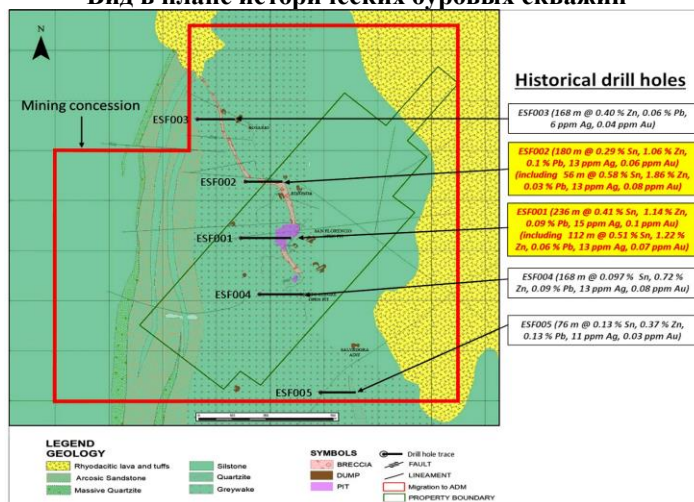 Вид в плане исторических буровых скважин
Historical drill holes
Mining concession
ESF003
ESF003 (168 m @ 0.40 % Zn, 0.06 % Pb,
6 ppm Ag, 0.04 ppm Au)
ESF002
ESF002 (180 m @ 0.29 % Sn, 1.06 % Zn,
0.1 % Pb, 13 ppm Ag, 0.06 ppm Au)
(including 56 m @ 0.58 % Sn, 1.86 % Zn,
0.03 % Pb, 13 ppm Ag, 0.08 ppm Au)
ESF001
ESF001 (236 m @ 0.41 % Sn, 1.14 % Zn,
0.09 % Pb, 15 ppm Ag, 0.1 ppm Au)
(including 112 m @ 0.51 % Sn, 1.22 %
Zn, 0.06 % Pb, 13 ppm Ag, 0.07 ppm Au)
ESF004
ESF004 (168 m @ 0.097 % Sn, 0.72 %
Zn, 0.09 % Pb, 13 ppm Ag, 0.08 ppm Au)
ESF005
ESF005 (76 m @ 0.13 % Sn, 0.37 % Zn,
0.13 % Pb, 11 ppm Ag, 0.03 ppm Au)
LEGEND
GEOLOGY
Rhyodacitic lava and tuffs
Arcosic Sandstone
Massive Quartzite
Silstone
Quartzite
Greywake
SYMBOLS
BRECCIA
DUMP
PIT
Drill hole trace
FAULT
LINEAMENT
Migration to ADM
PROPERTY BOUNDARY